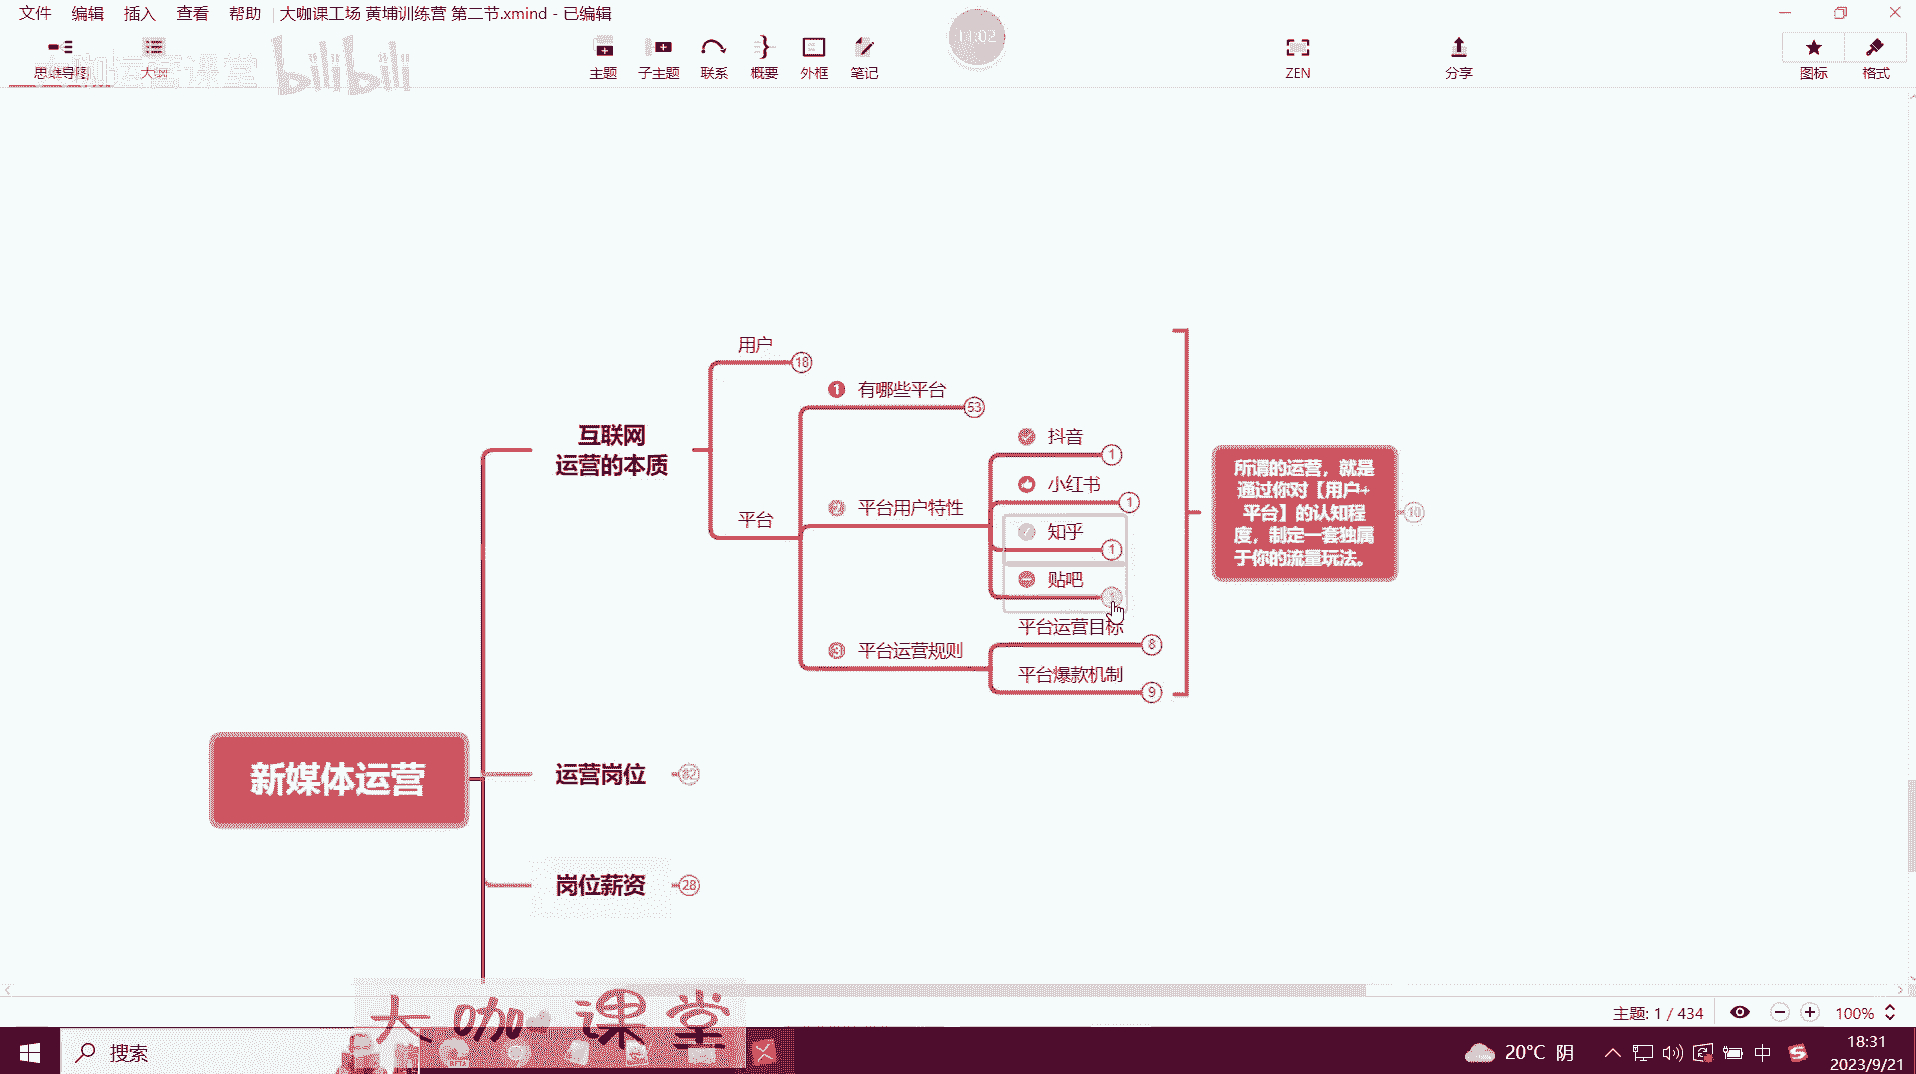 文件 编辑 插入 查看 帮助 大咖课工场 黄埔训练营 第二节.xmind - 已编辑
思维导图 大纲 主题 子主题 联系 概要 外框 笔记 ZEN 分享 图标 格式
大咖运营课堂 bilibili
11:02
用户 18
❶ 有哪些平台 53
抖音 1
互联网
运营的本质
小红书 1
所谓的运营，就是
通过你对【用户+
平台】的认知程
度，制定一套独属
于你的流量玩法。
10
② 平台用户特性
平台
知乎 1
贴吧 1
平台运营目标 8
③ 平台运营规则
平台爆款机制 9
新媒体运营
运营岗位 82
岗位薪资 28
大咖课堂
主题: 1 / 434 100%
搜索
20°C 阴 中
18:31
2023/9/21